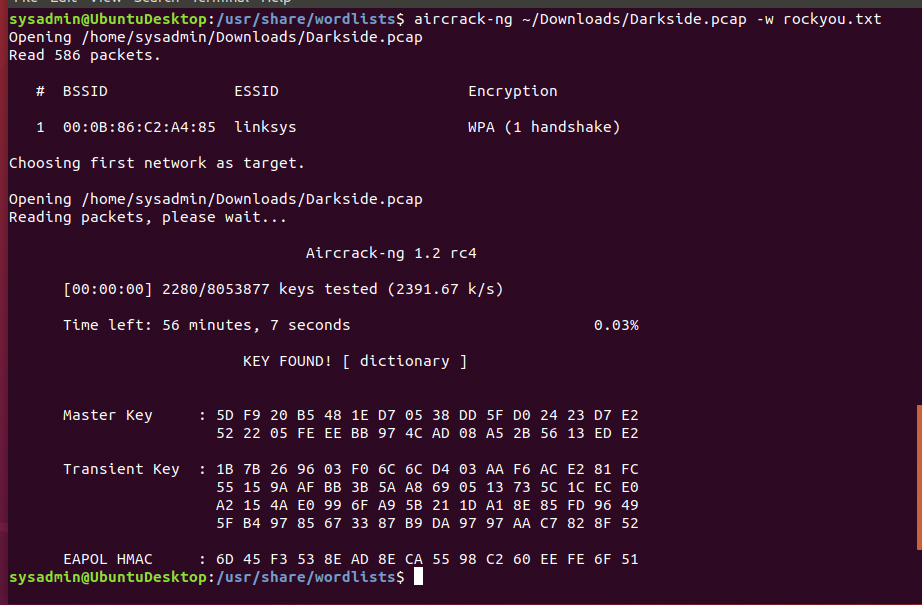 sysadmin@UbuntuDesktop:/usr/share/wordlists$ aircrack-ng ~/Downloads/Darkside.pcap -w rockyou.txt
Opening /home/sysadmin/Downloads/Darkside.pcap
Read 586 packets.
# BSSID ESSID Encryption
1 00:0B:86:C2:A4:85 linksys WPA (1 handshake)
Choosing first network as target.
Opening /home/sysadmin/Downloads/Darkside.pcap
Reading packets, please wait...
Aircrack-ng 1.2 rc4
[00:00:00] 2280/8053877 keys tested (2391.67 k/s)
Time left: 56 minutes, 7 seconds 0.03%
KEY FOUND! [ dictionary ]
Master Key : 5D F9 20 B5 48 1E D7 05 38 DD 5F D0 24 23 D7 E2
52 22 05 FE EE BB 97 4C AD 08 A5 2B 56 13 ED E2
Transient Key : 1B 7B 26 96 03 F0 6C 6C D4 03 AA F6 AC E2 81 FC
55 15 9A AF BB 3B 5A A8 69 05 13 73 5C 1C EC E0
A2 15 4A E0 99 6F A9 5B 21 1D A1 8E 85 FD 96 49
5F B4 97 85 67 33 87 B9 DA 97 97 AA C7 82 8F 52
EAPOL HMAC : 6D 45 F3 53 8E AD 8E CA 55 98 C2 60 EE FE 6F 51
sysadmin@UbuntuDesktop:/usr/share/wordlists$